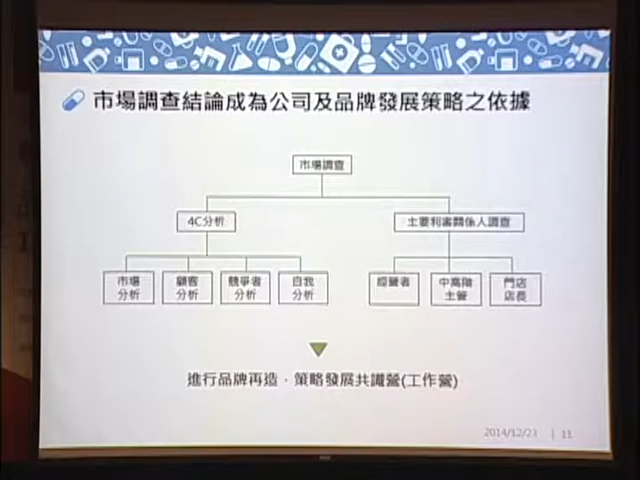 市場調查結論成為公司及品牌發展策略之依據
市場調查
4C分析
主要利害關係人調查
市場
分析
顧客
分析
競爭者
分析
自我
分析
經營者
中高階
主管
門店
店長
進行品牌再造，策略發展共識營(工作營)
2014/12/23 | 11